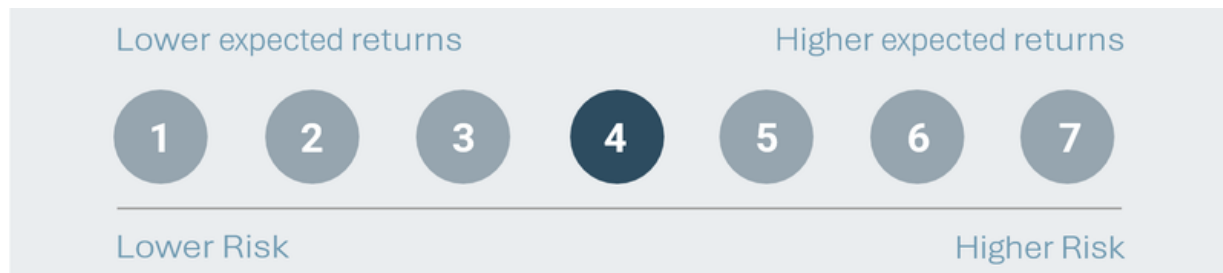 Lower expected returns Higher expected returns
1 2 3 4 5 6 7
Lower Risk Higher Risk